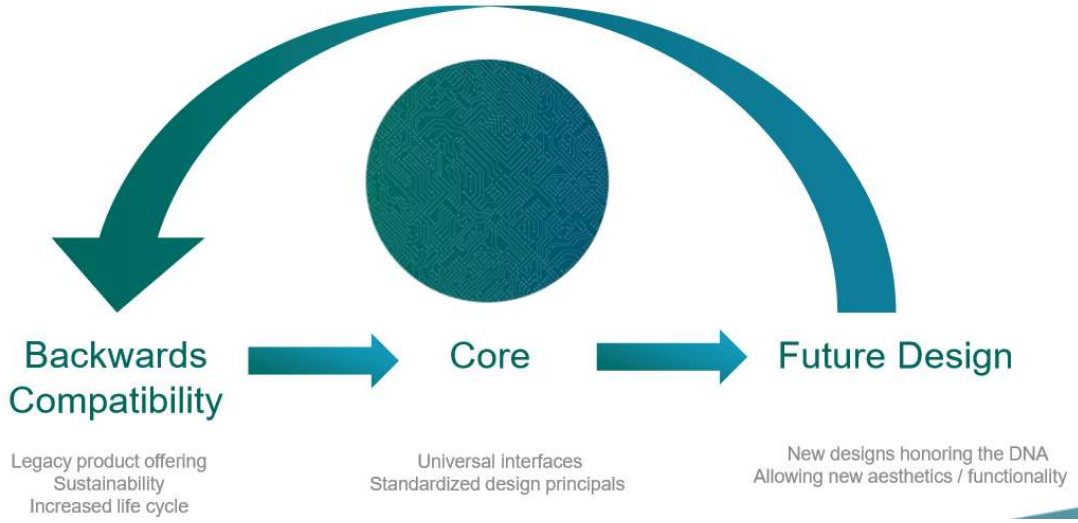 Backwards
Compatibility
Core
Future Design
Legacy product offering
Sustainability
Increased life cycle
Universal interfaces
Standardized design principals
New designs honoring the DNA
Allowing new aesthetics / functionality